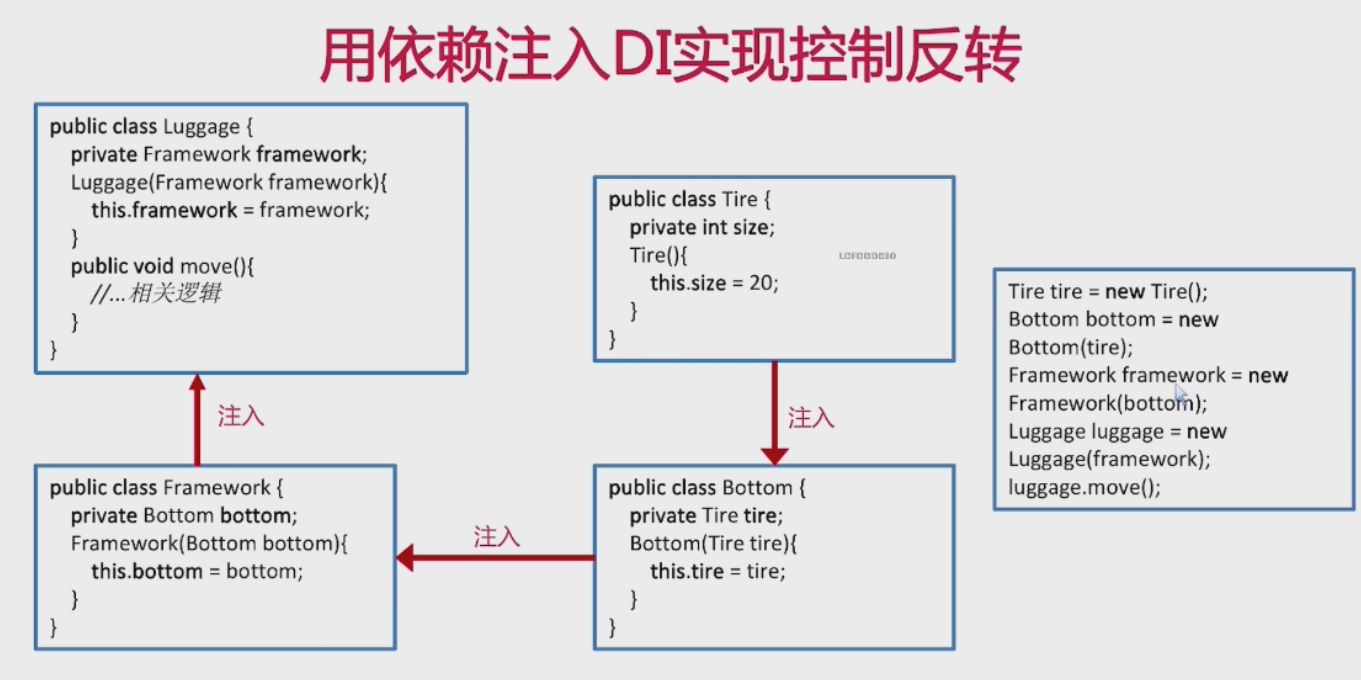 用依赖注入DI实现控制反转
public class Luggage {
private Framework framework;
Luggage(Framework framework){
this.framework = framework;
}
public void move(){
//...相关逻辑
}
}
注入
public class Framework {
private Bottom bottom;
Framework(Bottom bottom){
this.bottom = bottom;
}
}
public class Tire {
private int size;
Tire(){
this.size = 20;
}
}
注入
注入
public class Bottom {
private Tire tire;
Bottom(Tire tire){
this.tire = tire;
}
}
Tire tire = new Tire();
Bottom bottom = new
Bottom(tire);
Framework framework = new
Framework(bottom);
Luggage luggage = new
Luggage(framework);
luggage.move();